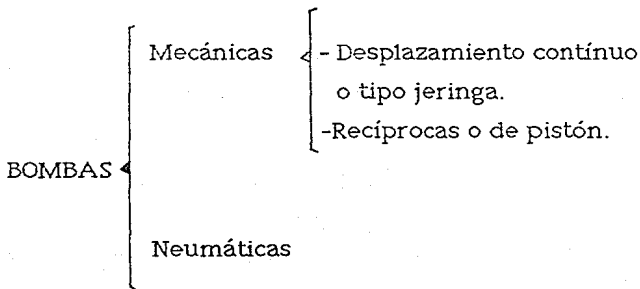 Mecánicas
- Desplazamiento contínuo
o tipo jeringa.
-Recíprocas o de pistón.
BOMBAS
Neumáticas